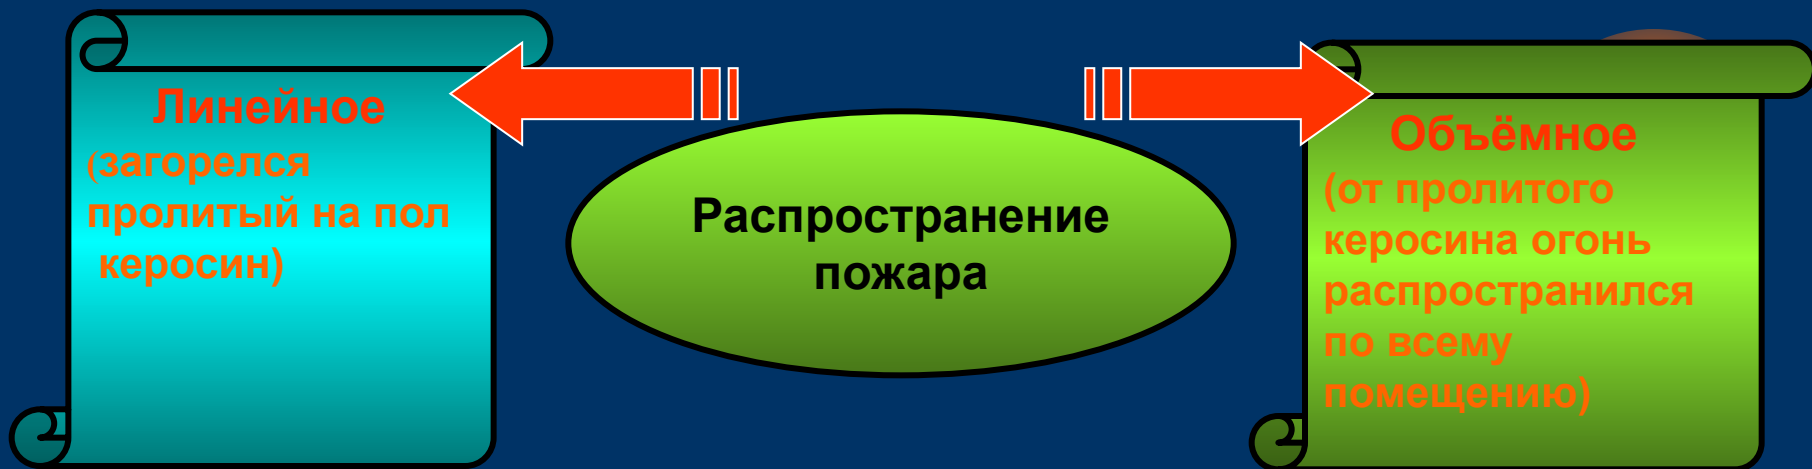 Линейное
(загорелся
пролитый на пол
керосин)
Распространение
пожара
Объёмное
(от пролитого
керосина огонь
распространился
по всему
помещению)